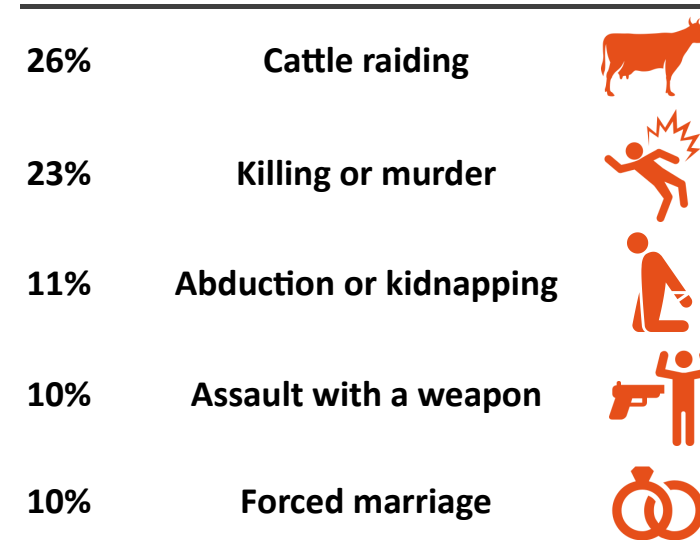 26% Cattle raiding
23% Killing or murder
11% Abduction or kidnapping
10% Assault with a weapon
10% Forced marriage